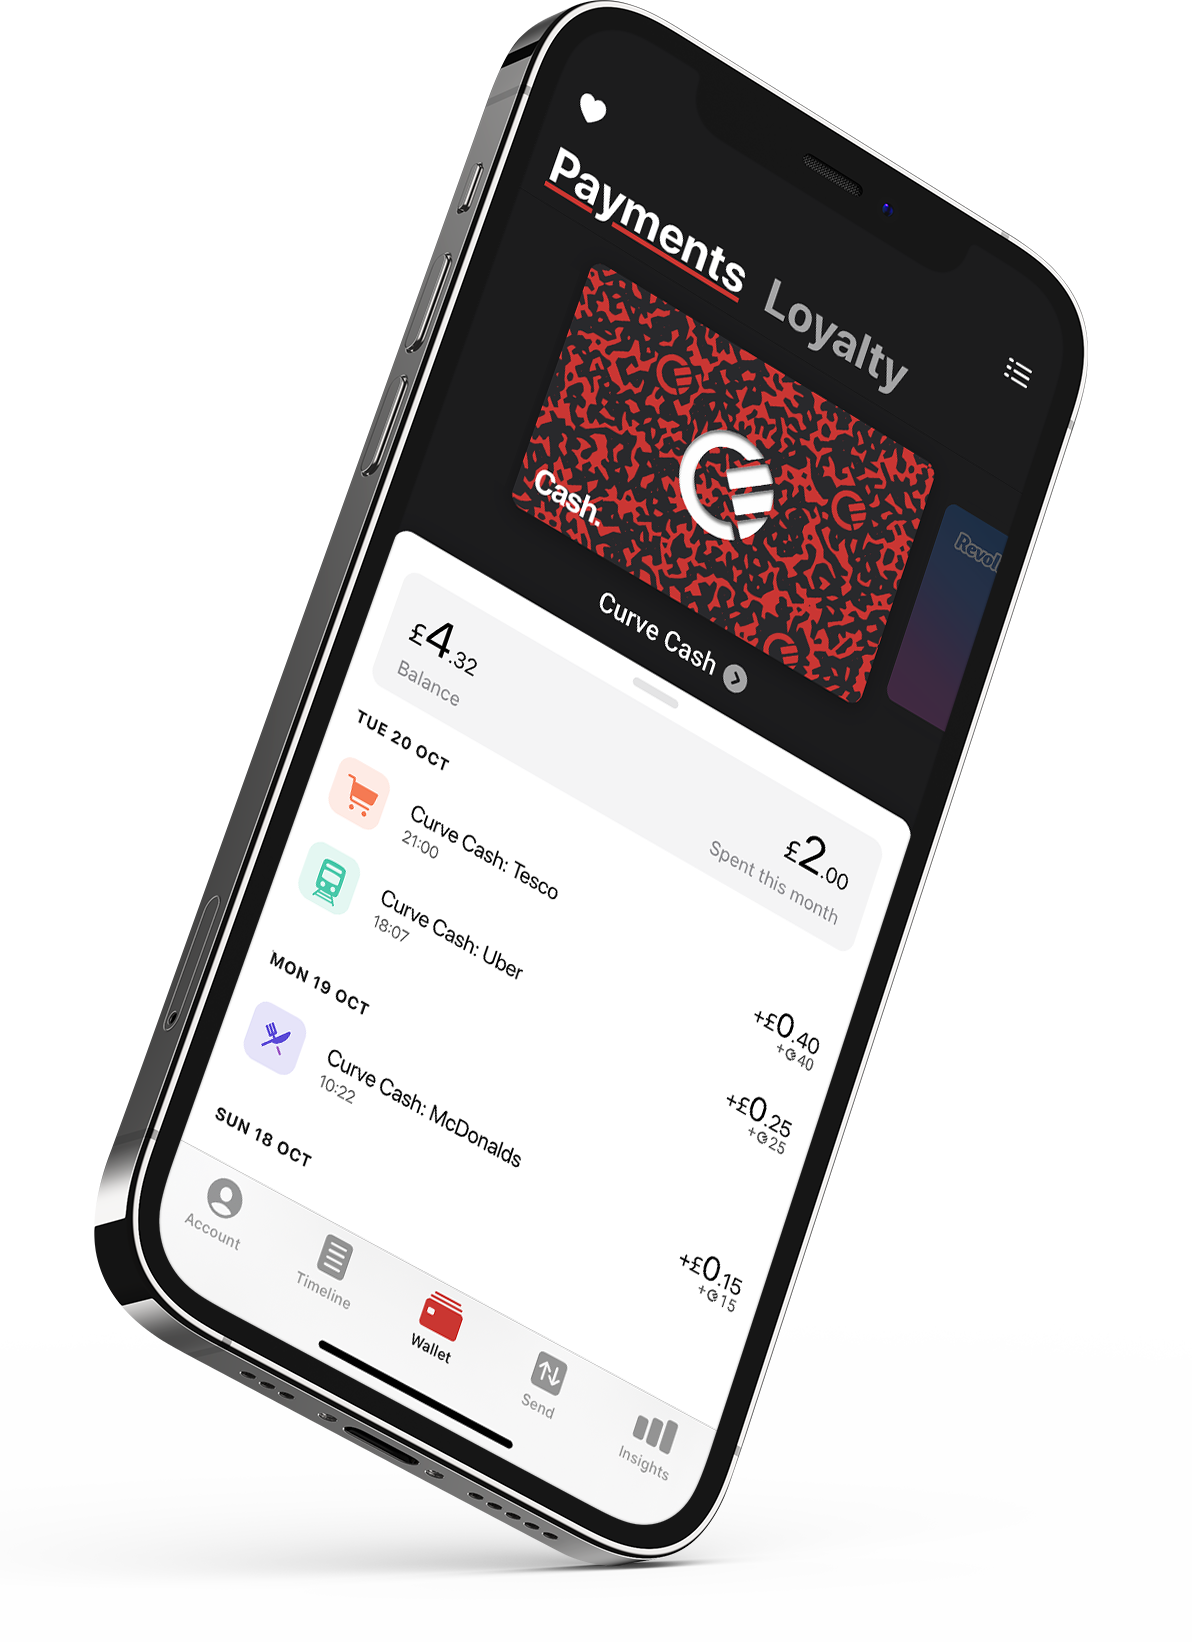 Payments Loyalty
Cash.
Revol
Curve Cash
£4.32
Balance
£2.00
Spent this month
TUE 20 OCT
Curve Cash: Tesco
21:00
+£0.40
+40
Curve Cash: Uber
18:07
+£0.25
+25
MON 19 OCT
Curve Cash: McDonalds
10:22
+£0.15
+15
SUN 18 OCT
Account
Timeline
Wallet
Send
Insights